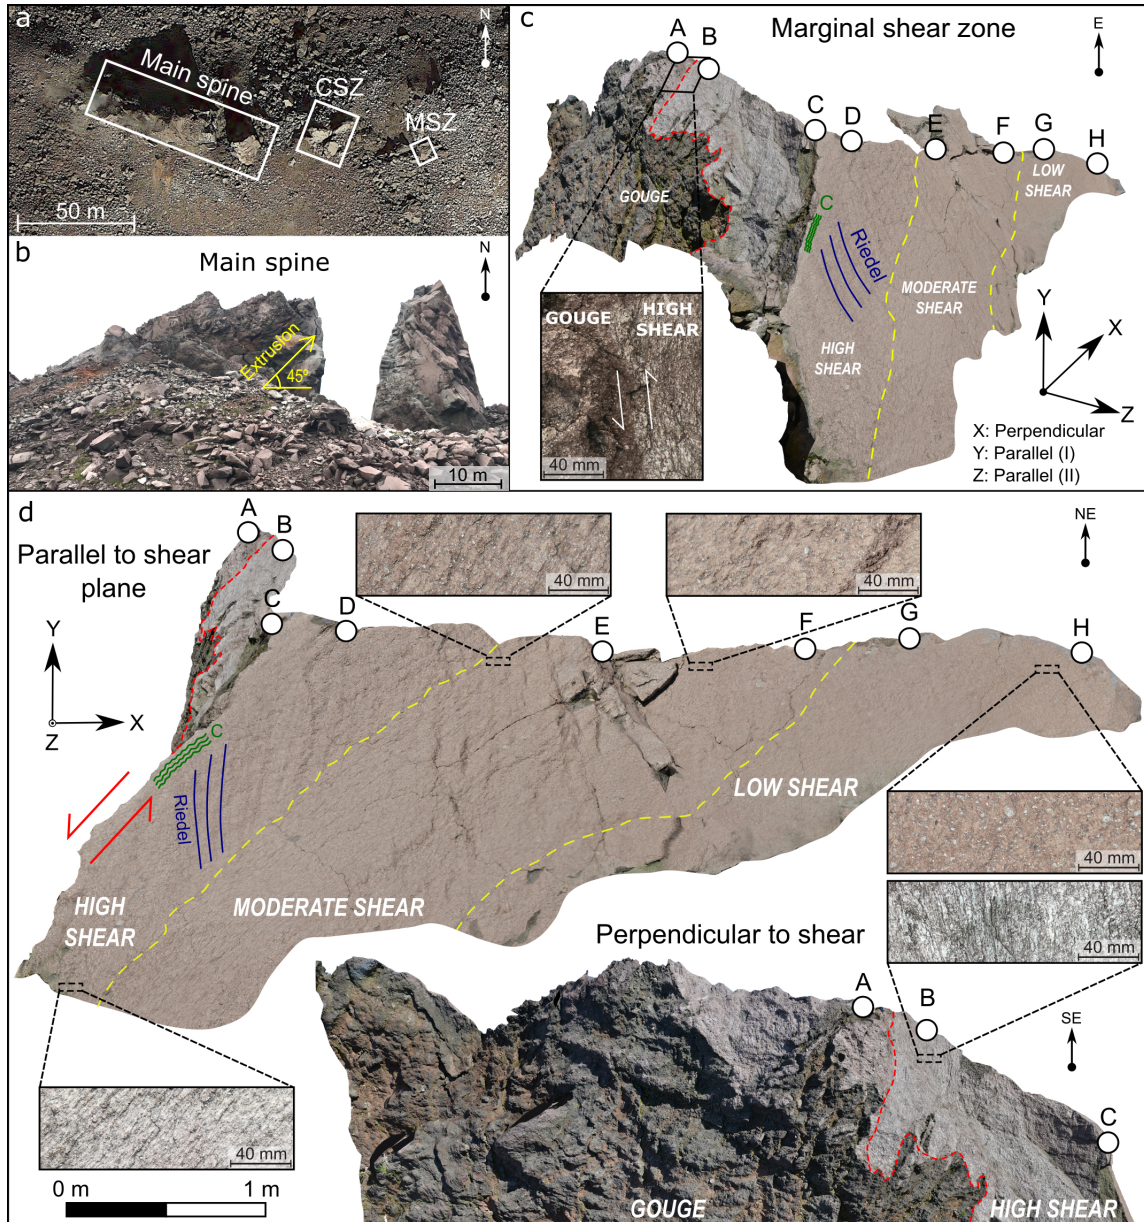 a
N
Main spine
CSZ
MSZ
50 m
b
Main spine
N
Extrusion
45°
10 m
c
Marginal shear zone
E
A
B
C
D
E
F
G
H
GOUGE
LOW
SHEAR
C
Riedel
MODERATE
SHEAR
HIGH
SHEAR
GOUGE
HIGH
SHEAR
40 mm
Y
X
Z
X: Perpendicular
Y: Parallel (I)
Z: Parallel (II)
d
Parallel to shear
plane
A
B
C
D
E
F
G
H
40 mm
40 mm
NE
Y
X
Z
C
Riedel
LOW SHEAR
HIGH
SHEAR
MODERATE SHEAR
40 mm
40 mm
Perpendicular to shear
A
B
C
SE
40 mm
0 m
1 m
GOUGE
HIGH SHEAR